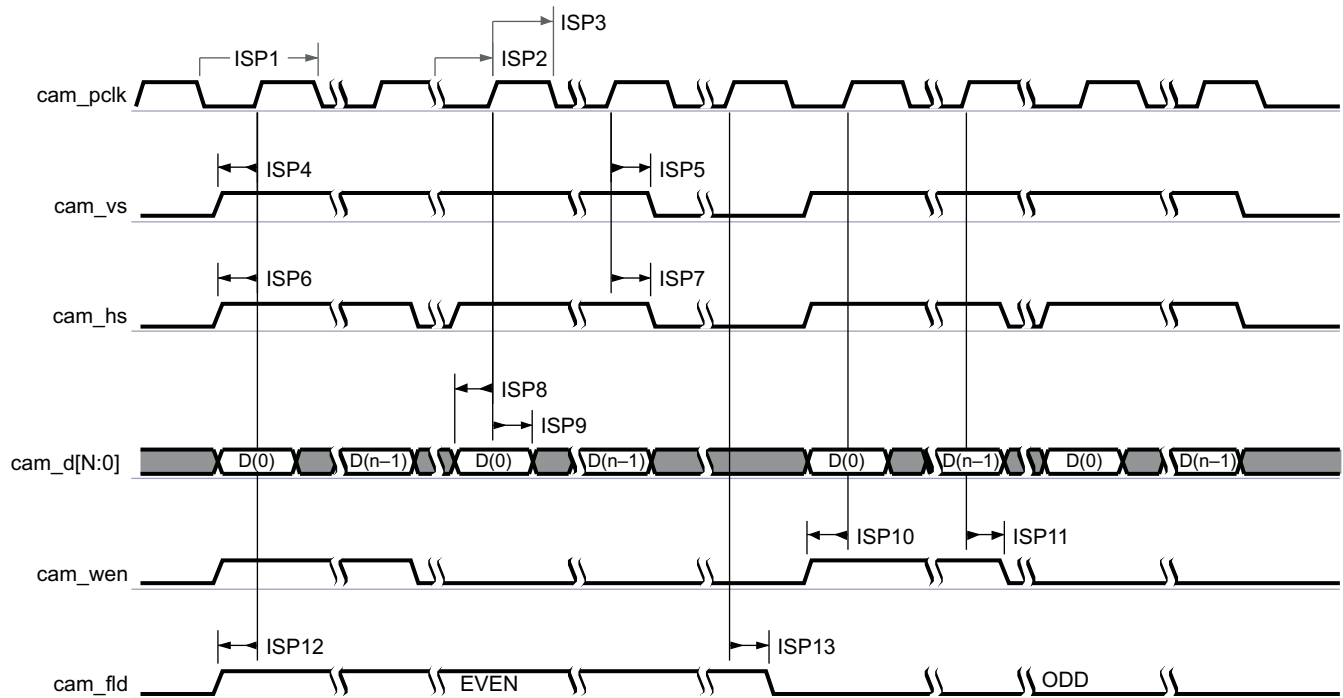 ISP3
ISP1
ISP2
cam_pclk
ISP4
ISP5
cam_vs
ISP6
ISP7
cam_hs
ISP8
ISP9
cam_d[N:0]
D(0)
D(n–1)
D(0)
D(n–1)
D(0)
D(n–1)
D(0)
D(n–1)
ISP10
ISP11
cam_wen
ISP12
ISP13
cam_fld
EVEN
ODD